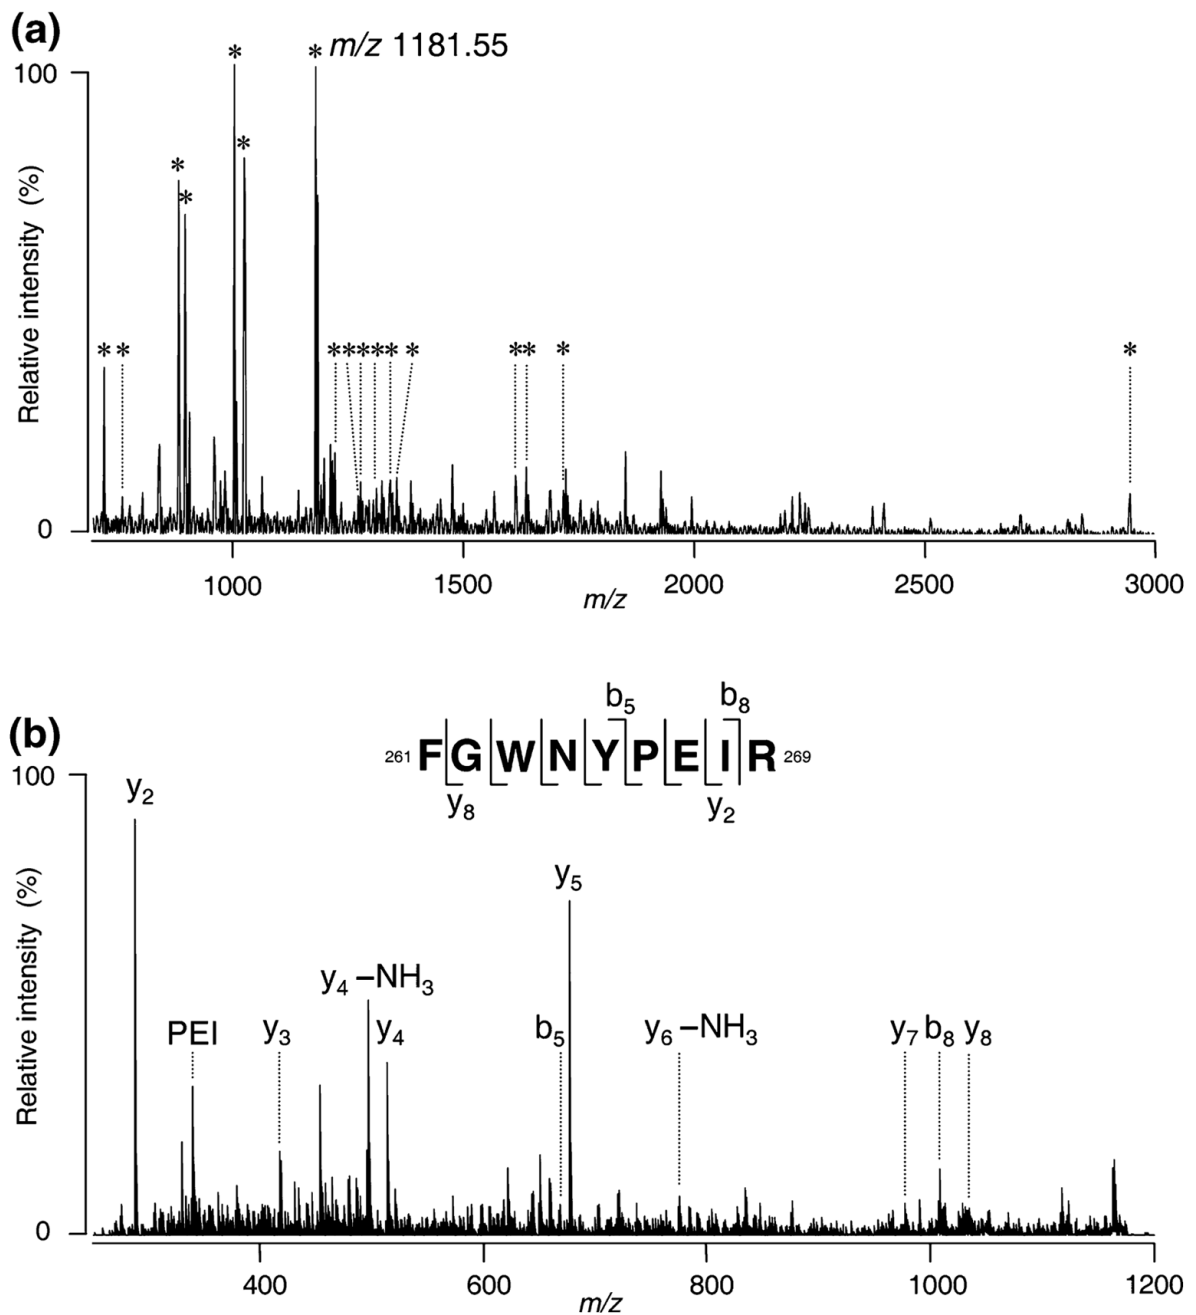 (a)
* * * * * * * m/z 1181.55
100
* * * * * * * * * * * *
Relative intensity (%)
0
1000 1500 2000 2500 3000
m/z
(b)
b5 b8
261 FGWNYPEIR 269
y8 y2
100
y2
y5
y4 –NH3
PEI y3 y4 b5 y6 –NH3 y7 b8 y8
Relative intensity (%)
0
400 600 800 1000 1200
m/z